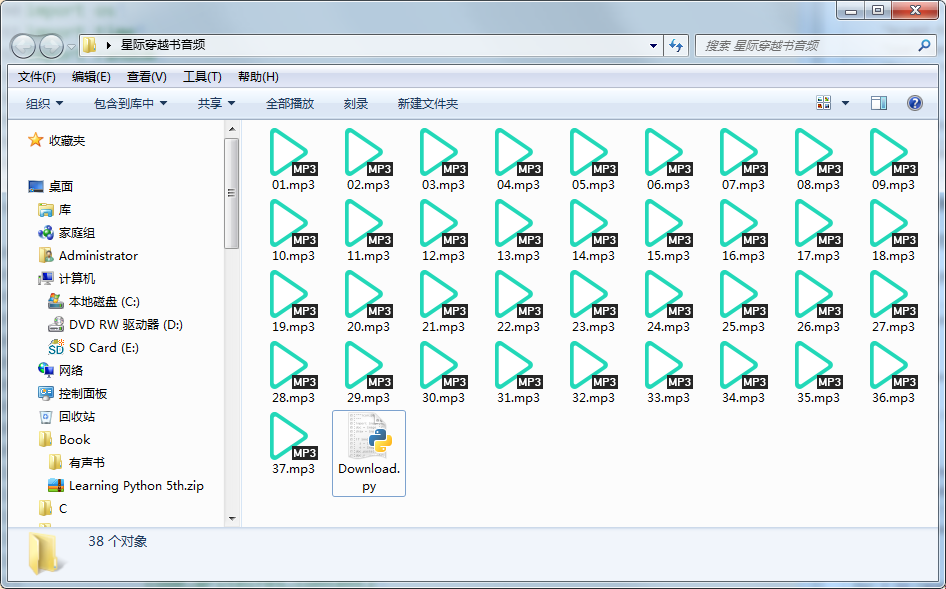 星际穿越书音频
搜索 星际穿越书音频
文件(F) 编辑(E) 查看(V) 工具(T) 帮助(H)
组织 包含到库中 共享 全部播放 刻录 新建文件夹
收藏夹
桌面
库
家庭组
Administrator
计算机
本地磁盘 (C:)
DVD RW 驱动器 (D:)
SD Card (E:)
网络
控制面板
回收站
Book
有声书
Learning Python 5th.zip
C
MP3 MP3 MP3 MP3 MP3 MP3 MP3 MP3 MP3
01.mp3 02.mp3 03.mp3 04.mp3 05.mp3 06.mp3 07.mp3 08.mp3 09.mp3
MP3 MP3 MP3 MP3 MP3 MP3 MP3 MP3 MP3
10.mp3 11.mp3 12.mp3 13.mp3 14.mp3 15.mp3 16.mp3 17.mp3 18.mp3
MP3 MP3 MP3 MP3 MP3 MP3 MP3 MP3 MP3
19.mp3 20.mp3 21.mp3 22.mp3 23.mp3 24.mp3 25.mp3 26.mp3 27.mp3
MP3 MP3 MP3 MP3 MP3 MP3 MP3 MP3 MP3
28.mp3 29.mp3 30.mp3 31.mp3 32.mp3 33.mp3 34.mp3 35.mp3 36.mp3
MP3
37.mp3 Download.
py
38 个对象